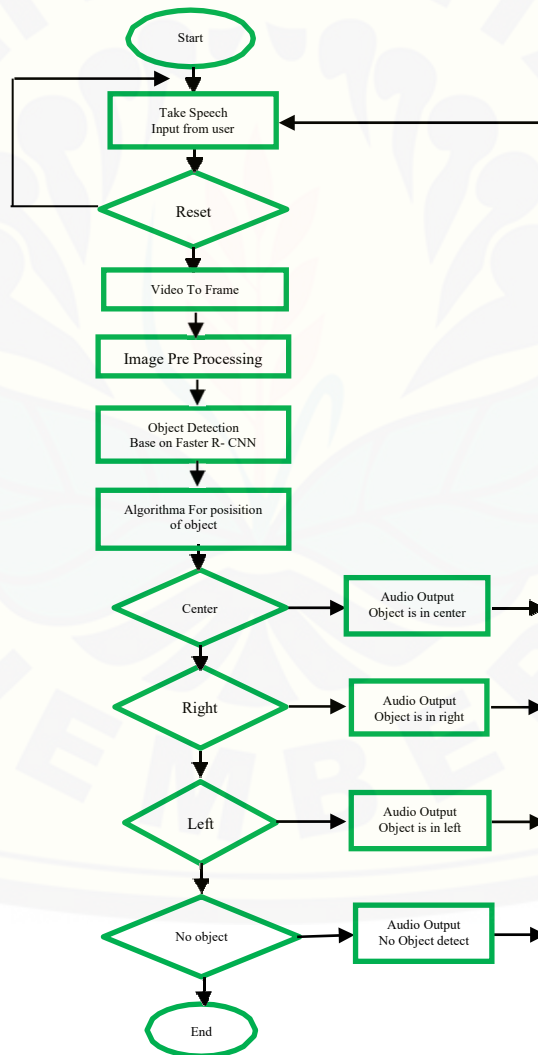 Start
Take Speech
Input from user
Reset
Video To Frame
Image Pre Processing
Object Detection
Base on Faster R- CNN
Algorithma For posisition
of object
Center
Audio Output
Object is in center
Right
Audio Output
Object is in right
Left
Audio Output
Object is in left
No object
Audio Output
No Object detect
End